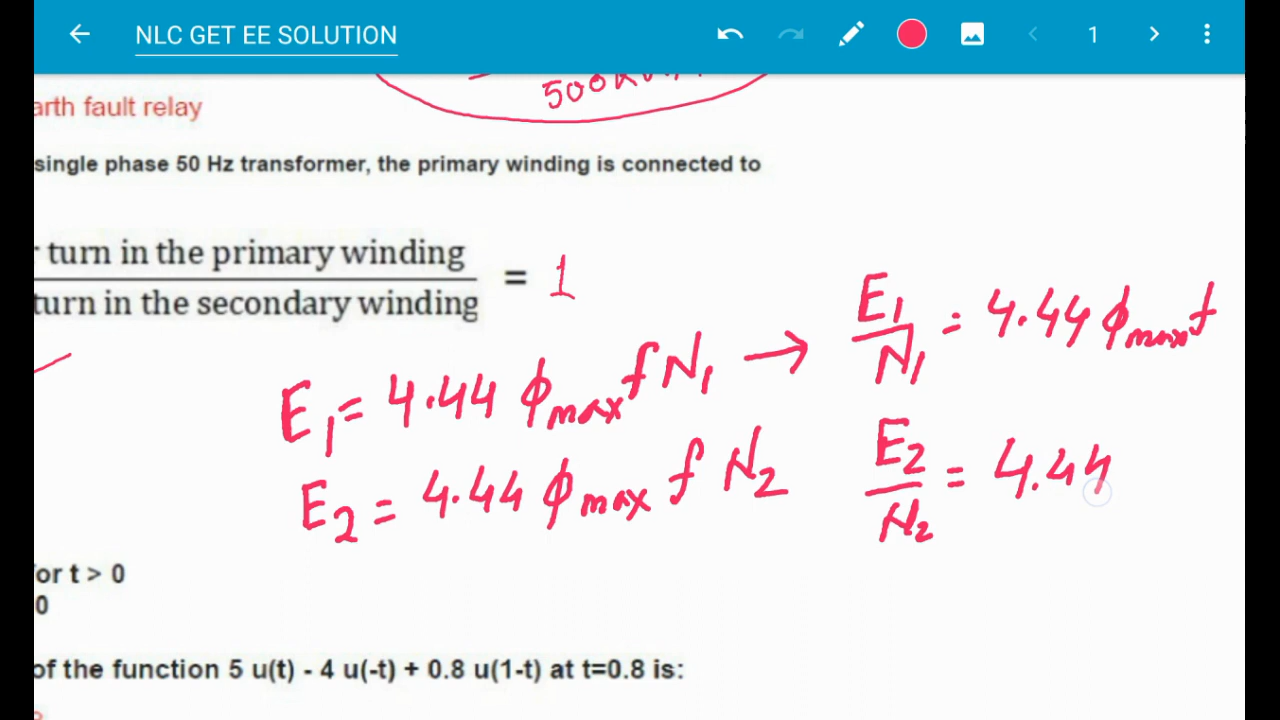 NLC GET EE SOLUTION
1
arth fault relay
single phase 50 Hz transformer, the primary winding is connected to
turn in the primary winding
turn in the secondary winding
= 1
E1 = 4.44 ϕmax f N1 → E1/N1 = 4.44 ϕmax f
E2 = 4.44 ϕmax f N2
E2/N2 = 4.44
or t > 0
0
of the function 5 u(t) - 4 u(-t) + 0.8 u(1-t) at t=0.8 is: